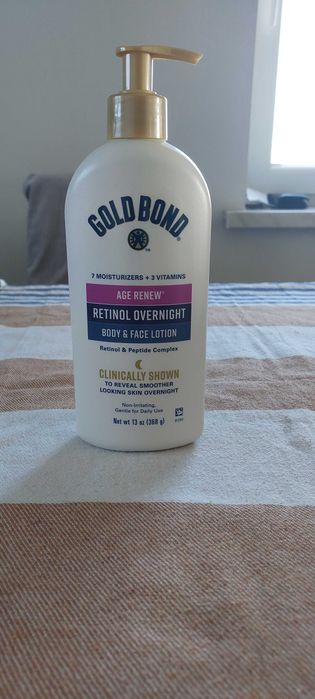 GOLD BOND®
7 MOISTURIZERS + 3 VITAMINS
AGE RENEW®
RETINOL OVERNIGHT
BODY & FACE LOTION
Retinol & Peptide Complex
CLINICALLY SHOWN
TO REVEAL SMOOTHER
LOOKING SKIN OVERNIGHT
Non-Irritating,
Gentle for Daily Use
Net wt 13 oz (368 g)